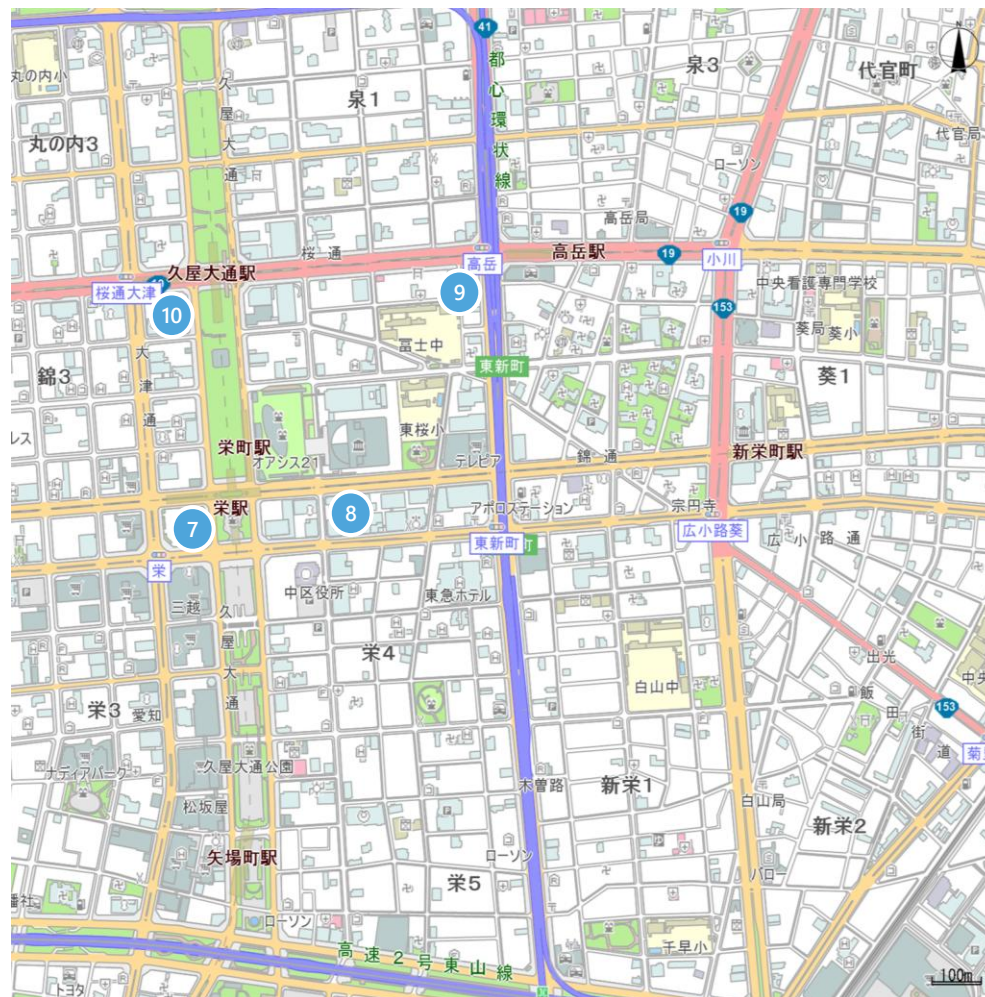 41
N
都心環状線
泉3
代官町
丸の内小
久屋大通
泉1
丸の内3
代官局
ローソン
高岳局
19
桜通
高岳
高岳駅
19
小川
久屋大通駅
桜通大津
中央看護専門学校
153
9
10
葵局
葵小
冨士中
大津通
東新町
錦3
葵1
東桜小
栄町駅
オアシス21
テレピア
錦通
新栄町駅
栄駅
8
7
アポロステーション
宗円寺
東新町
広小路葵
広小路通
栄
中区役所
東急ホテル
三越
久屋大通
栄4
出光
白山中
飯田街道
153
栄3
愛知
ナディアパーク
久屋大通公園
松坂屋
木曽路
新栄1
白山局
新栄2
矢場町駅
ローソン
バロー
栄5
ローソン
千早小
高速2号東山線
トヨタ
100m